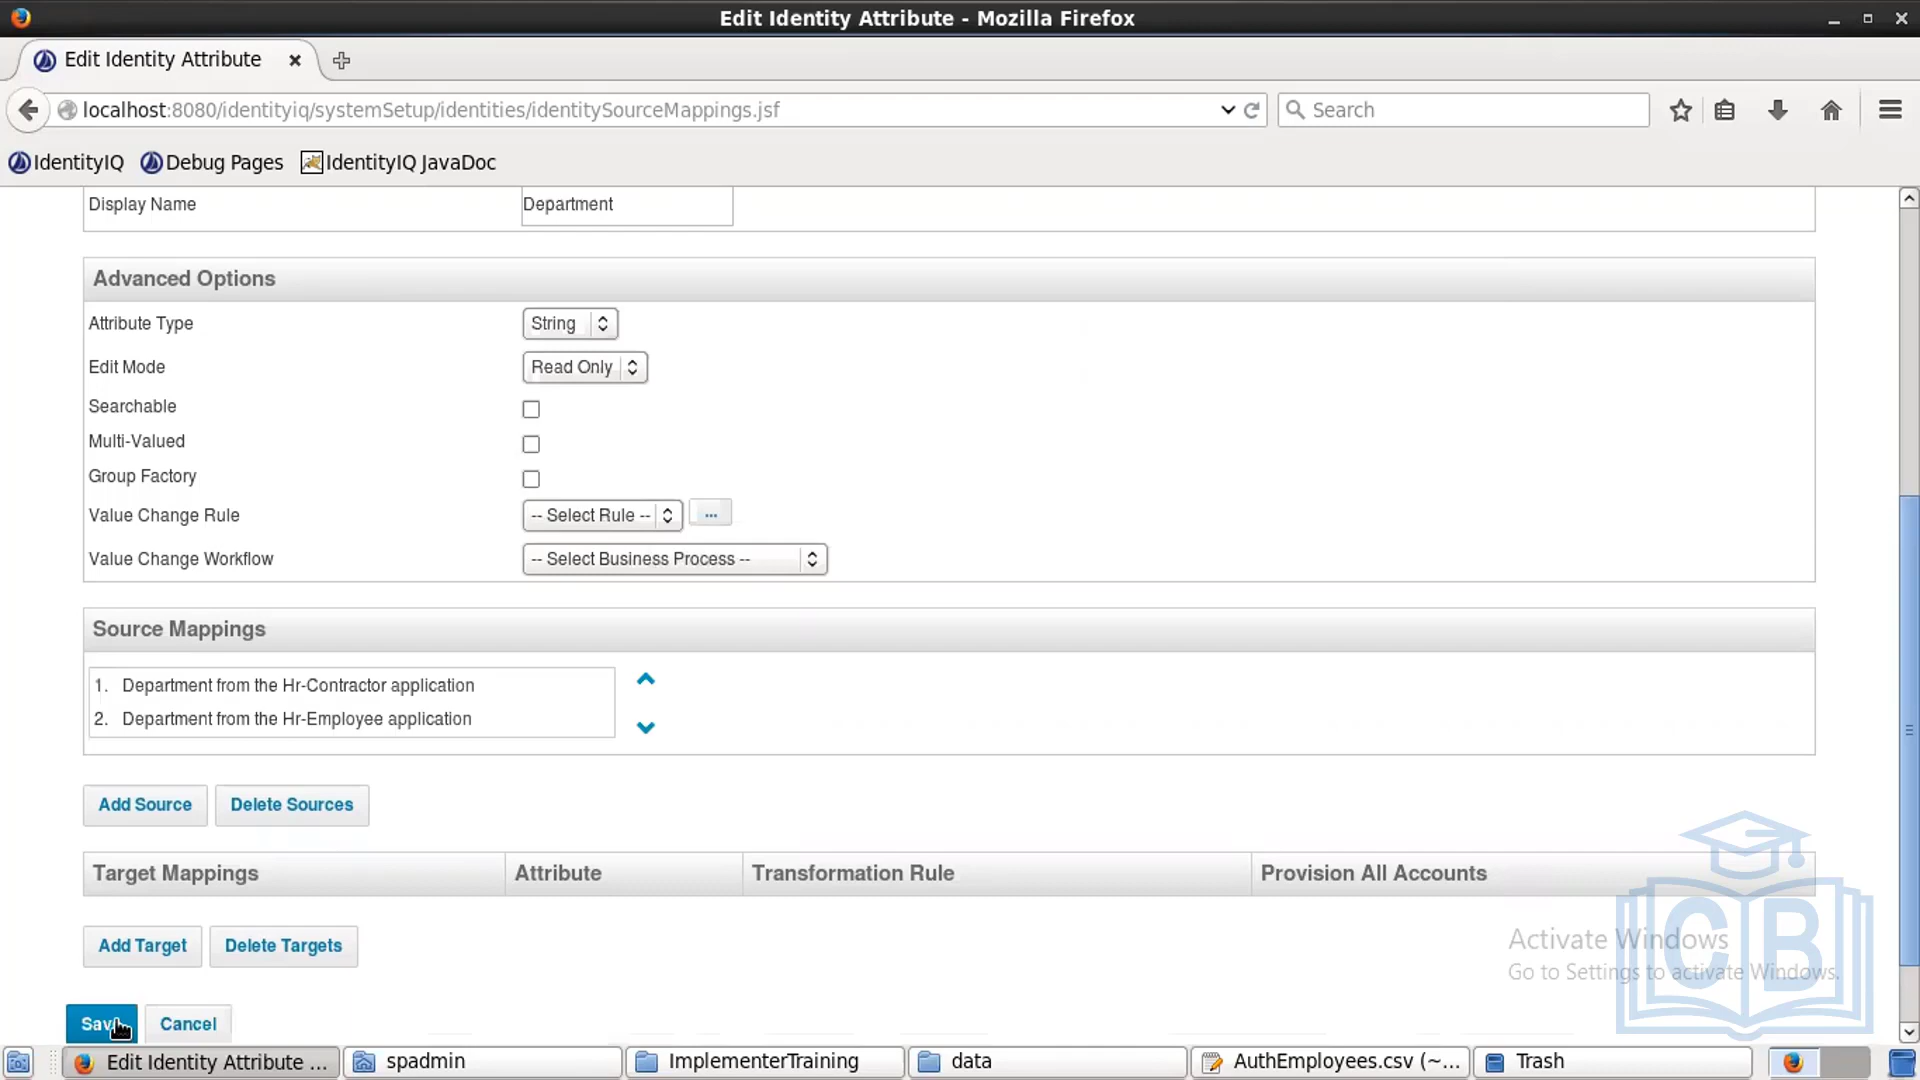 Edit Identity Attribute - Mozilla Firefox
Edit Identity Attribute
localhost:8080/identityiq/systemSetup/identities/identitySourceMappings.jsf
Search
IdentityIQ
Debug Pages
IdentityIQ JavaDoc
Display Name
Department
Advanced Options
Attribute Type
String
Edit Mode
Read Only
Searchable
Multi-Valued
Group Factory
Value Change Rule
-- Select Rule --
...
Value Change Workflow
-- Select Business Process --
Source Mappings
1. Department from the Hr-Contractor application
2. Department from the Hr-Employee application
Add Source
Delete Sources
Target Mappings
Attribute
Transformation Rule
Provision All Accounts
Add Target
Delete Targets
Activate Windows
Go to Settings to activate Windows.
CB
Save
Cancel
Edit Identity Attribute ...
spadmin
ImplementerTraining
data
AuthEmployees.csv (~...
Trash